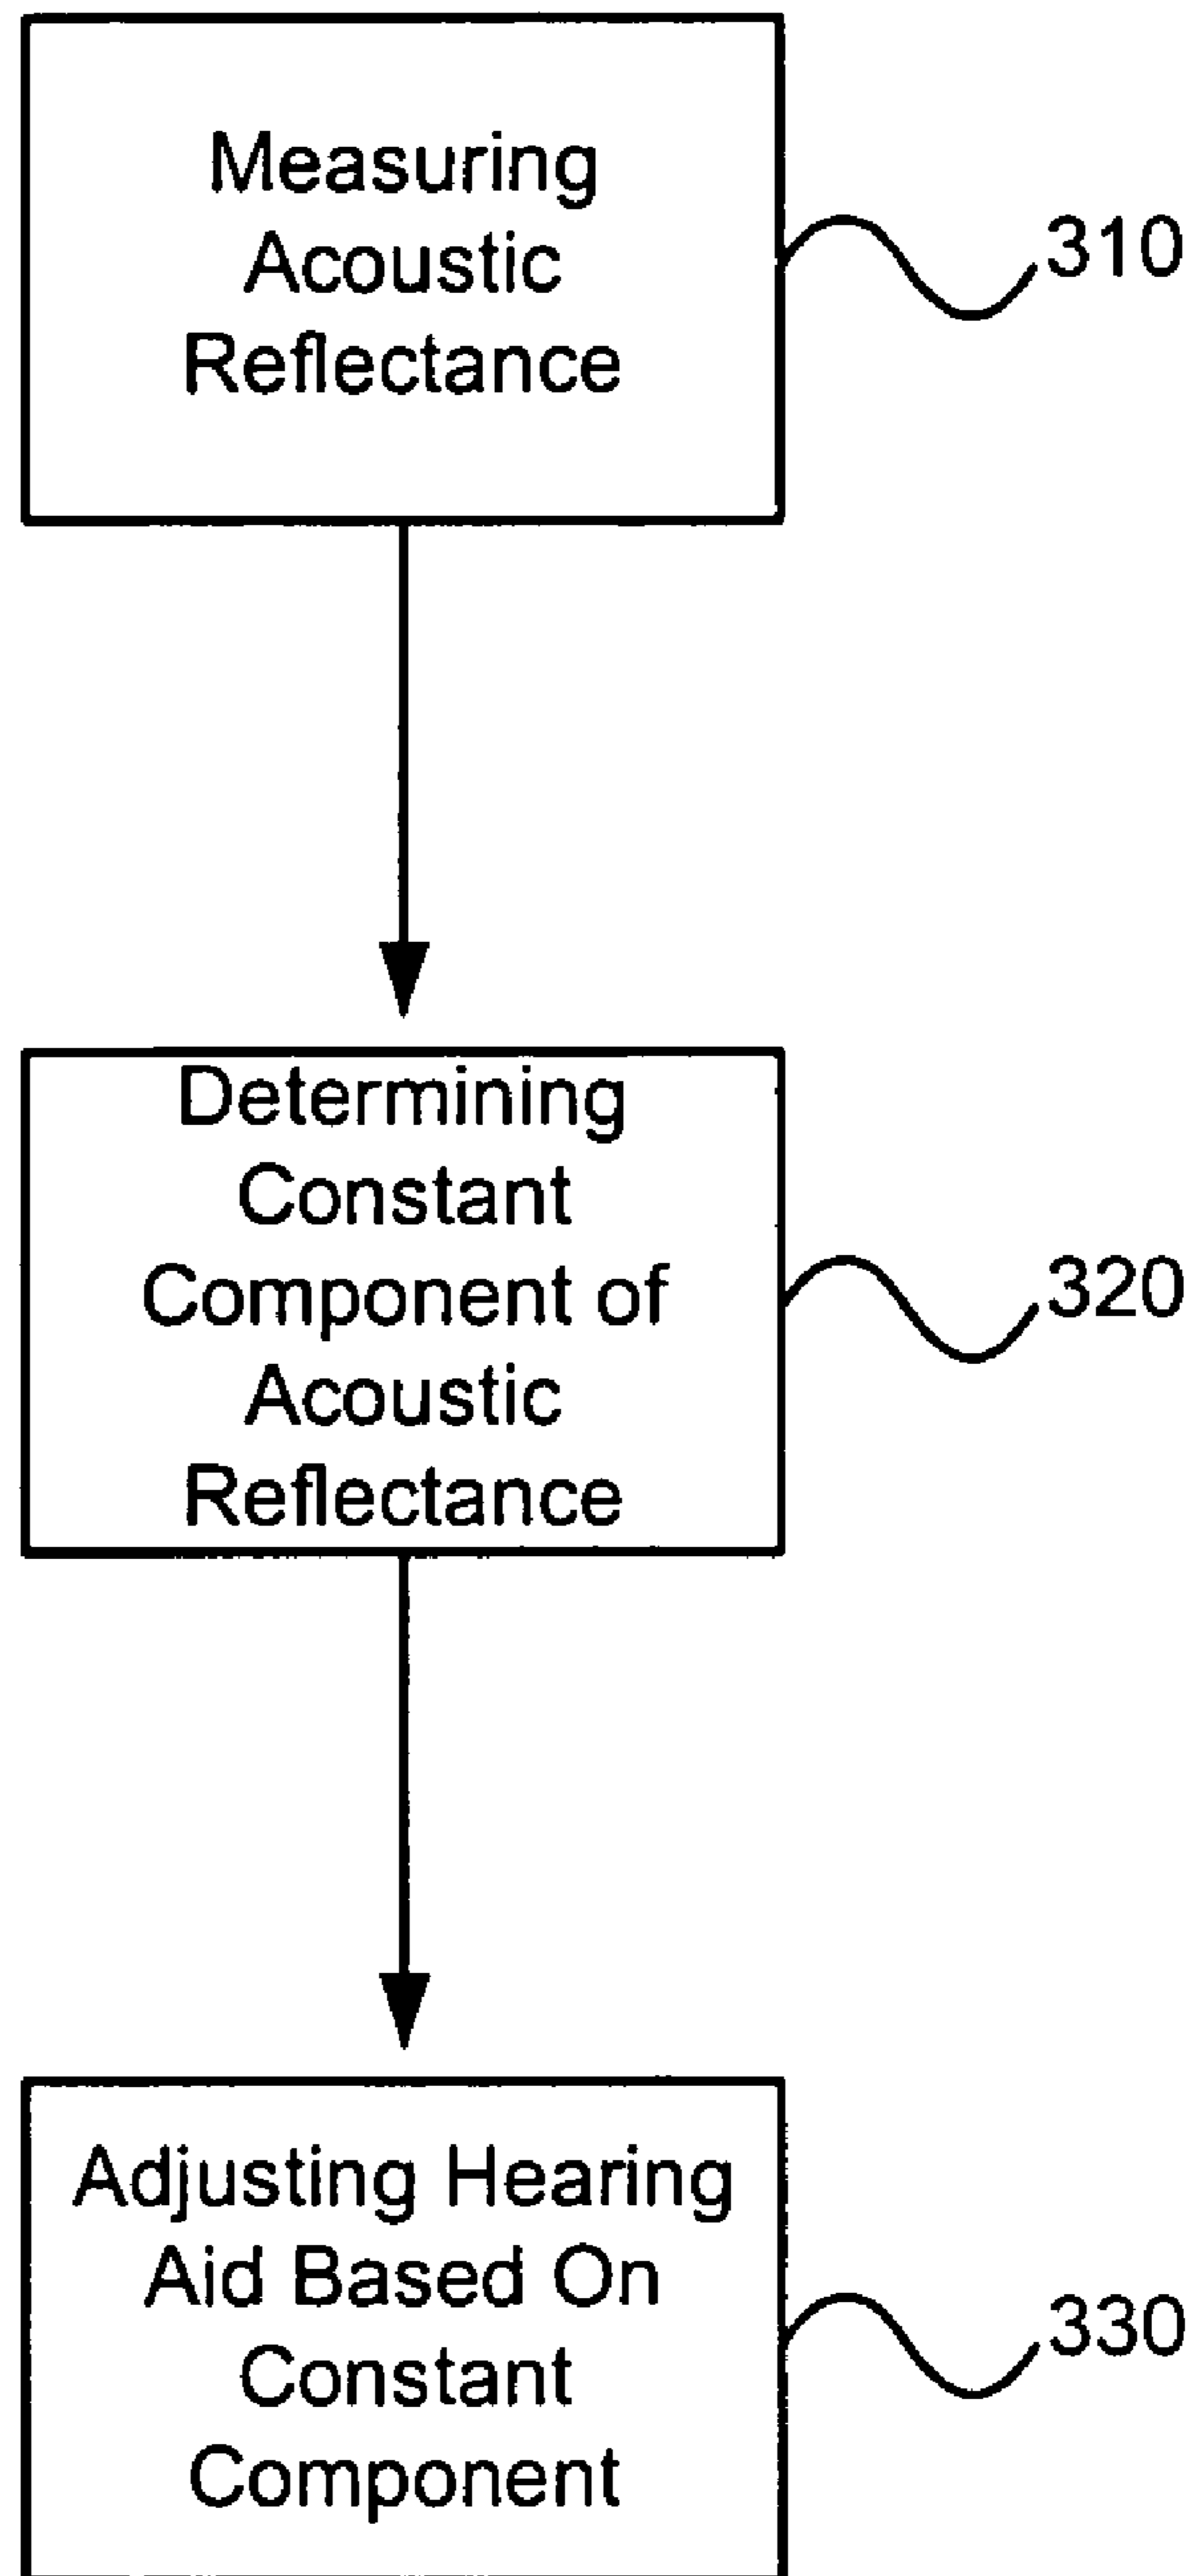 Measuring
Acoustic
Reflectance
310
Determining
Constant
Component of
Acoustic
Reflectance
320
Adjusting Hearing
Aid Based On
Constant
Component
330